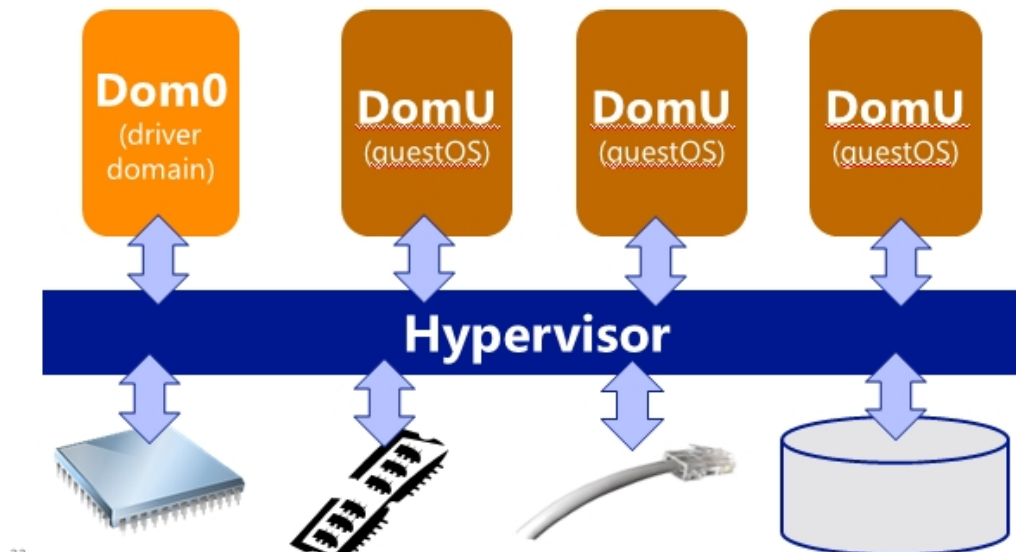 Dom0
(driver
domain)
DomU
(guestOS)
DomU
(guestOS)
DomU
(guestOS)
Hypervisor